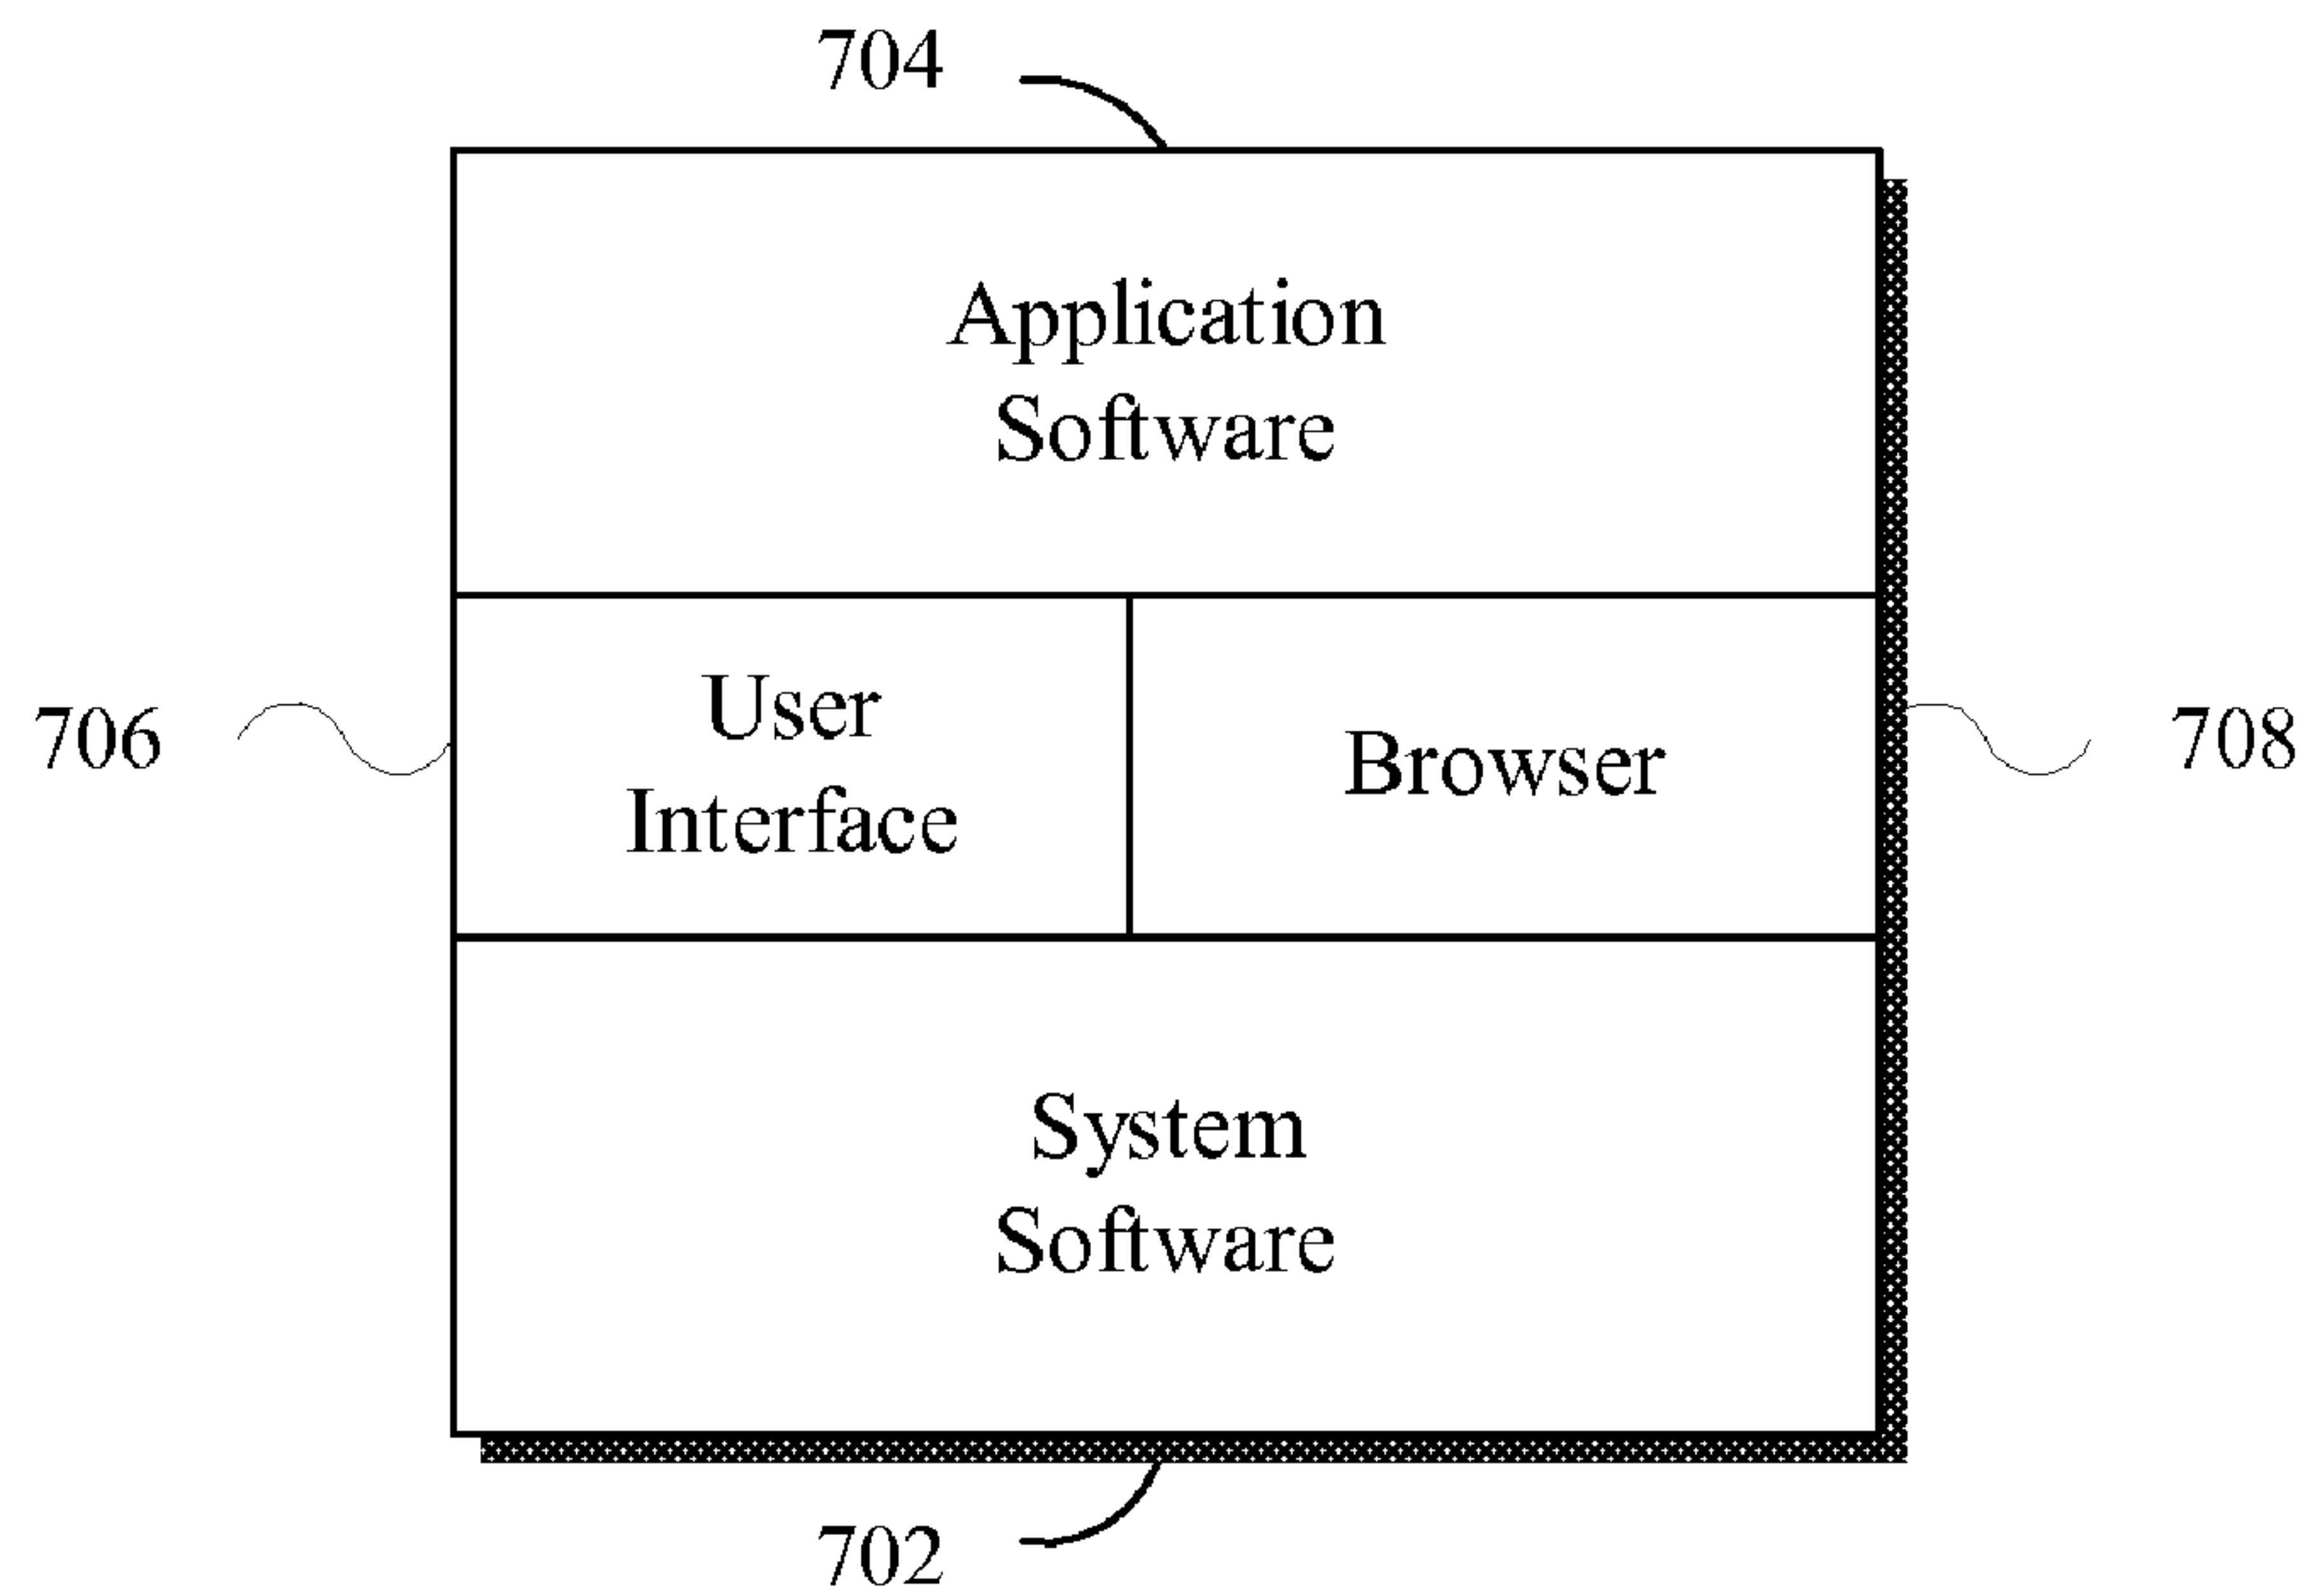 704
Application
Software
706
User
Interface
Browser
708
System
Software
702